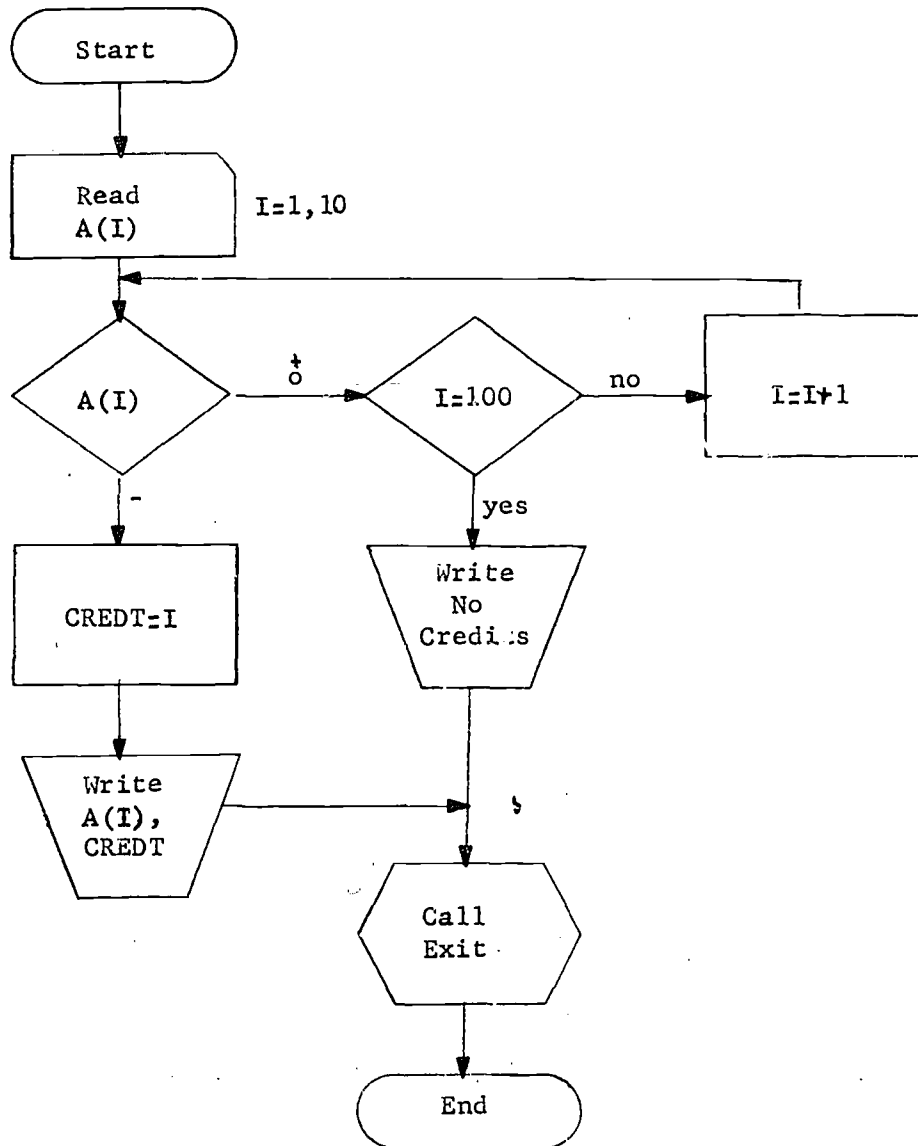 Start
Read
A(I)
I=1,10
A(I)
+
0
I=100
no
I=I+1
-
yes
CREDT=I
Write
No
Write
A(I),
CREDT
Call
Exit
End